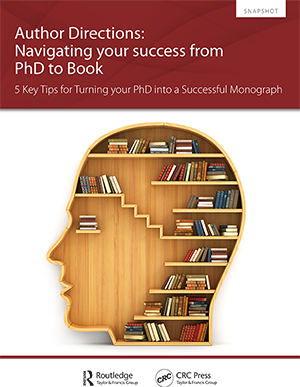 SNAPSHOT
Author Directions:
Navigating your success from
PhD to Book
5 Key Tips for Turning your PhD into a Successful Monograph
Routledge
Taylor & Francis Group
CRC
CRC Press
Taylor & Francis Group